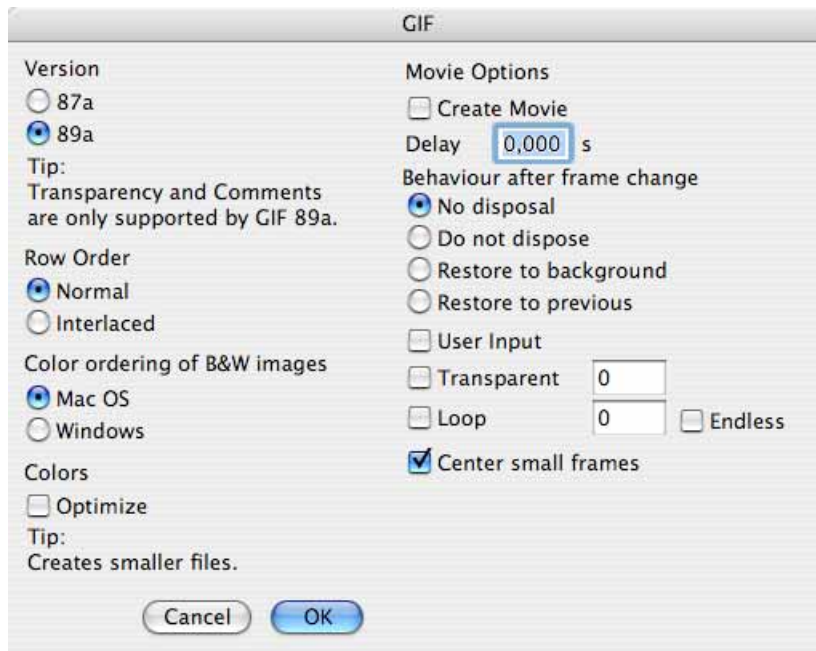 GIF
Version
87a
89a
Tip:
Transparency and Comments
are only supported by GIF 89a.
Row Order
Normal
Interlaced
Color ordering of B&W images
Mac OS
Windows
Colors
Optimize
Tip:
Creates smaller files.
Cancel
OK
Movie Options
Create Movie
Delay 0,000 s
Behaviour after frame change
No disposal
Do not dispose
Restore to background
Restore to previous
User Input
Transparent 0
Loop 0 Endless
Center small frames